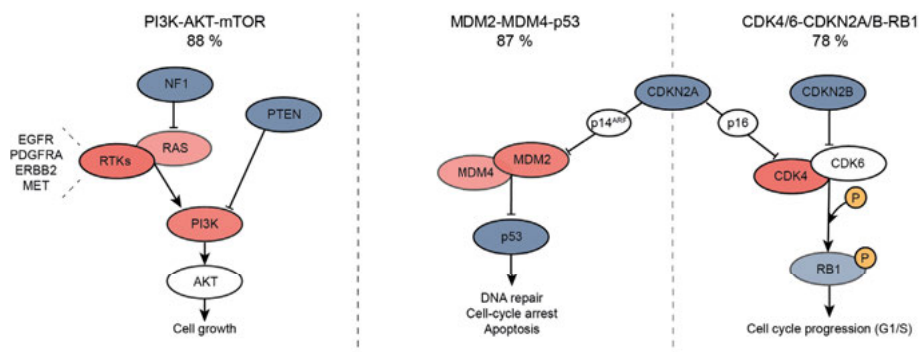 PI3K-AKT-mTOR
88 %
NF1
PTEN
EGFR
PDGFRA
ERBB2
MET
RTKs
RAS
PI3K
AKT
Cell growth
MDM2-MDM4-p53
87 %
CDKN2A
p14ARF
p16
MDM4
MDM2
p53
DNA repair
Cell-cycle arrest
Apoptosis
CDK4/6-CDKN2A/B-RB1
78 %
CDKN2B
CDK4
CDK6
P
RB1
P
Cell cycle progression (G1/S)